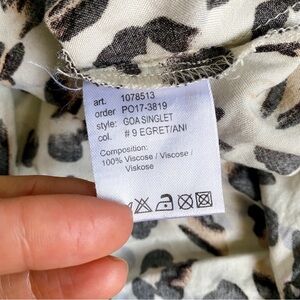 art. 1078513
order PO17-3819
style: GOA SINGLET
col. # 9 EGRET/ANI
Composition:
100% Viscose / Viscose /
Viskose